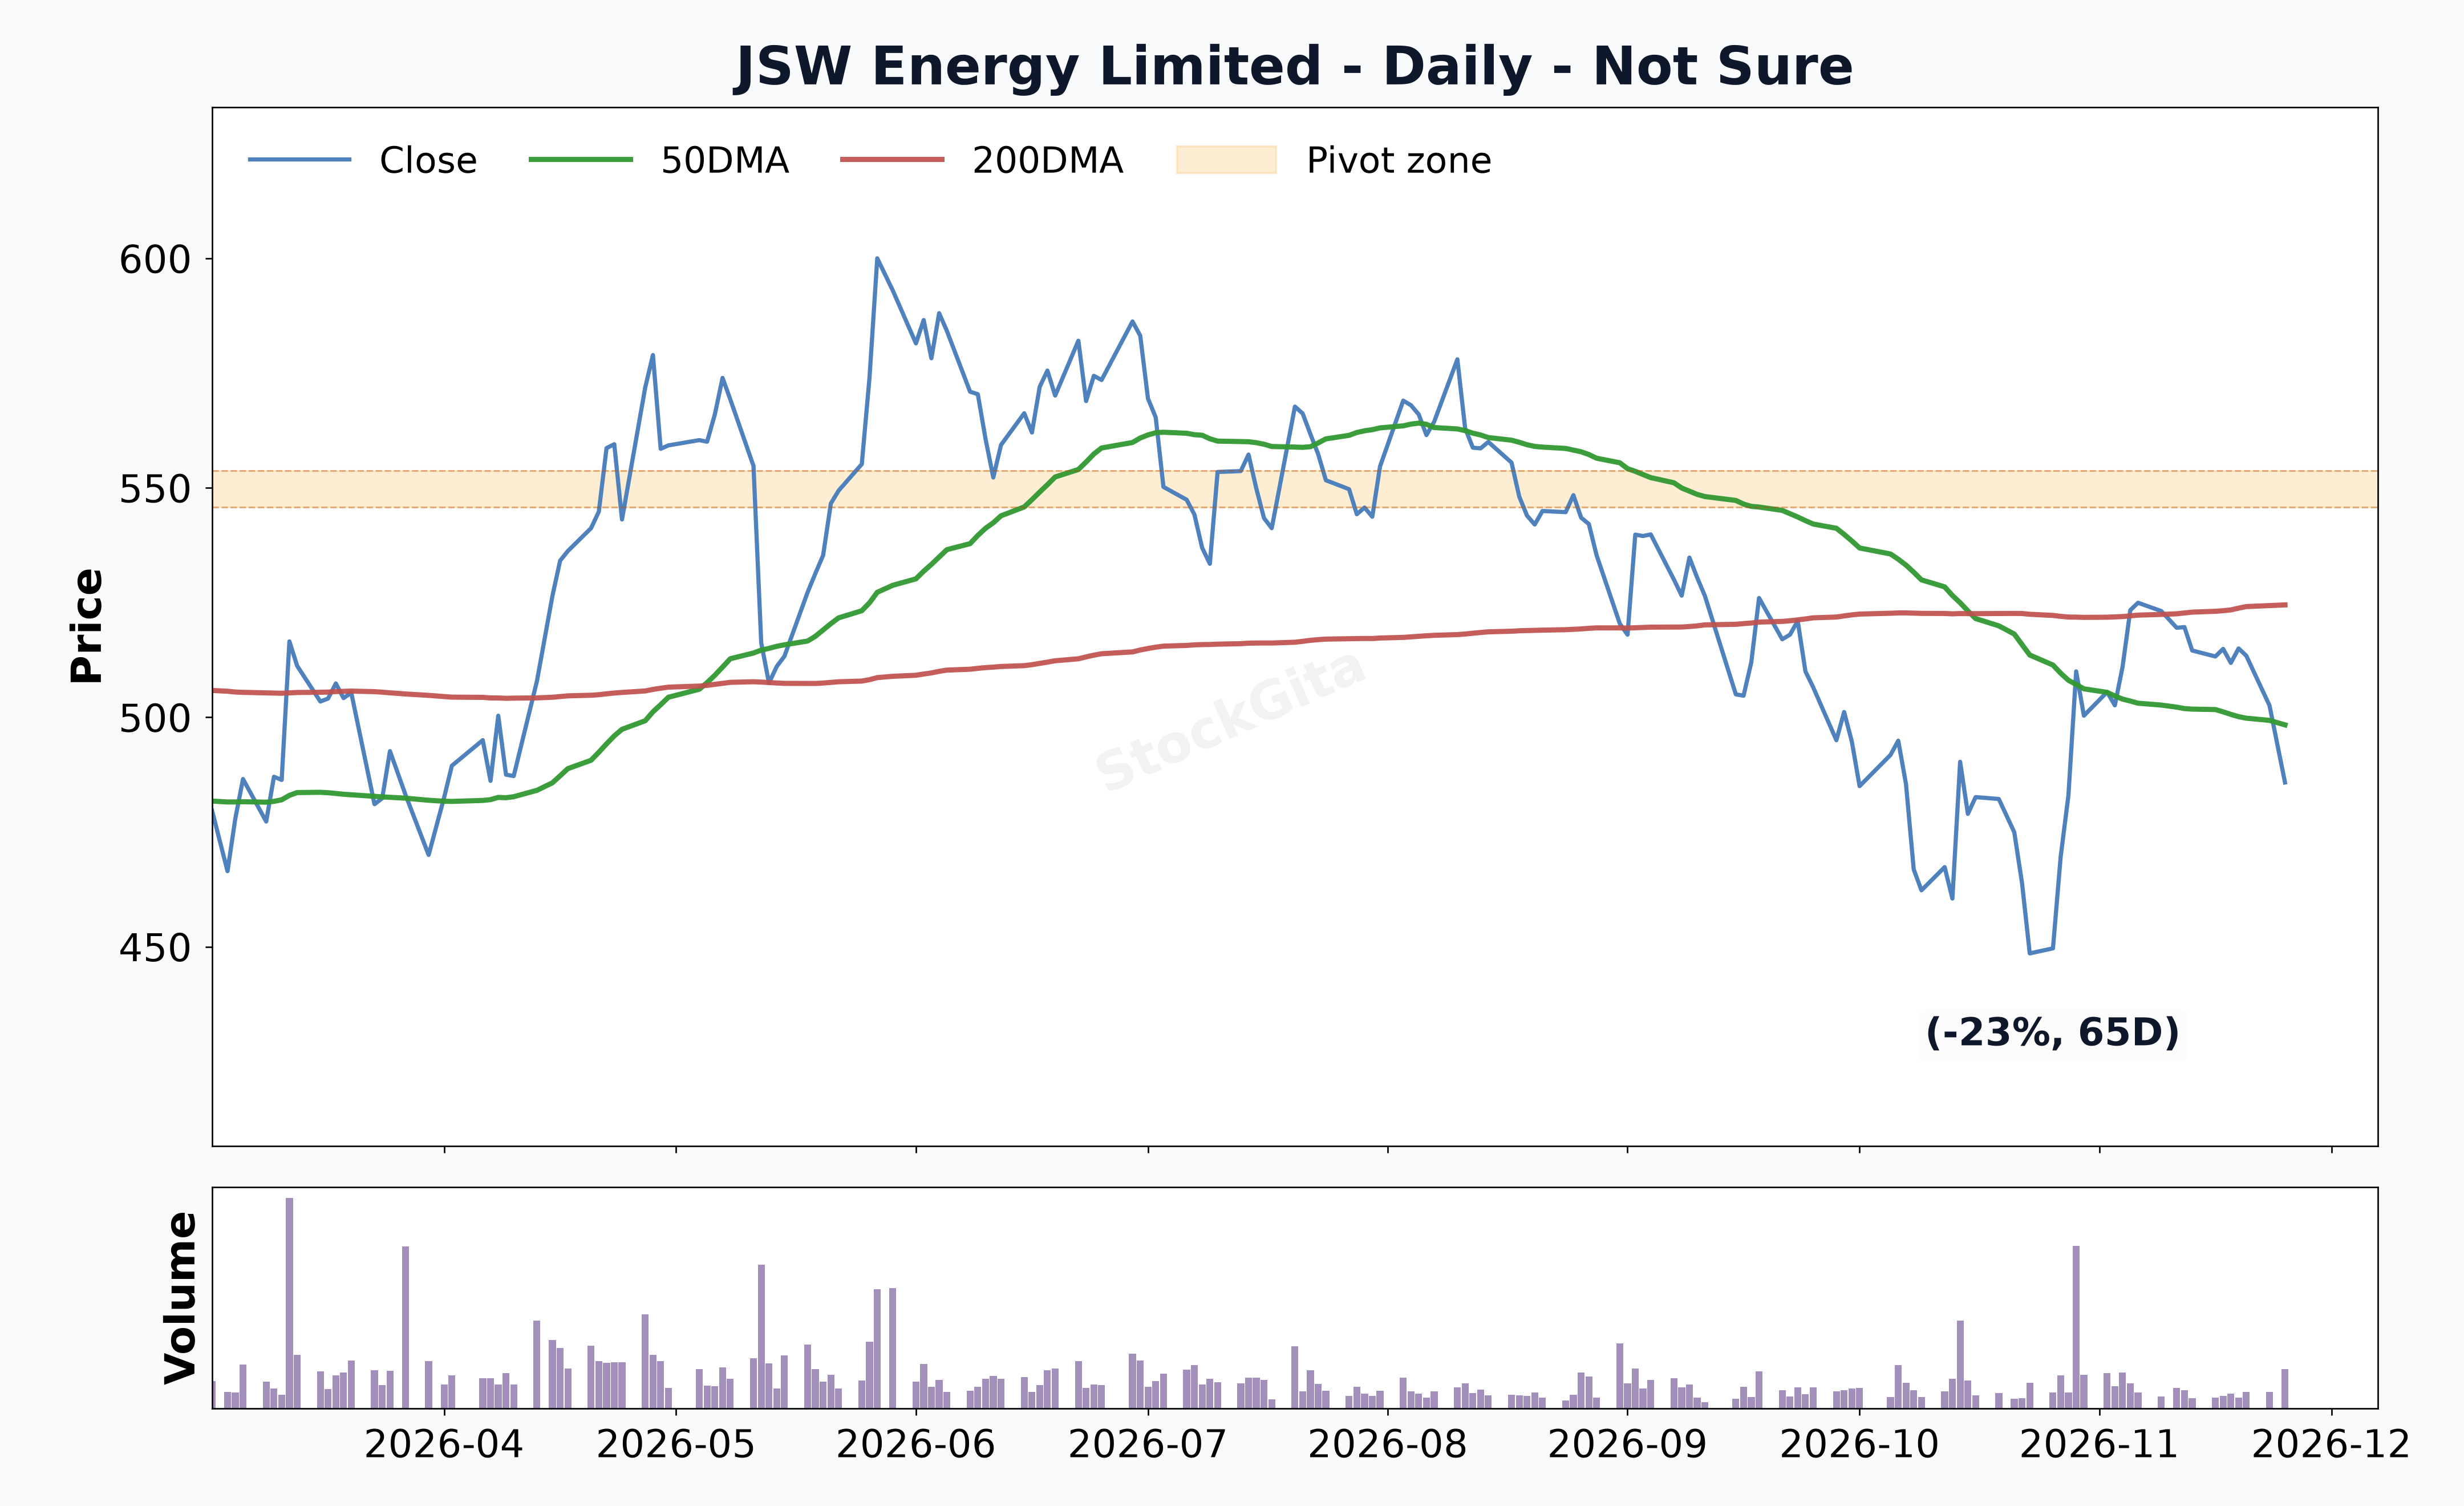 JSW Energy Limited - Daily - Not Sure
Close 50DMA 200DMA Pivot zone
600
550
500
450
Price
StockGita
(-23%, 65D)
Volume
2026-04 2026-05 2026-06 2026-07 2026-08 2026-09 2026-10 2026-11 2026-12